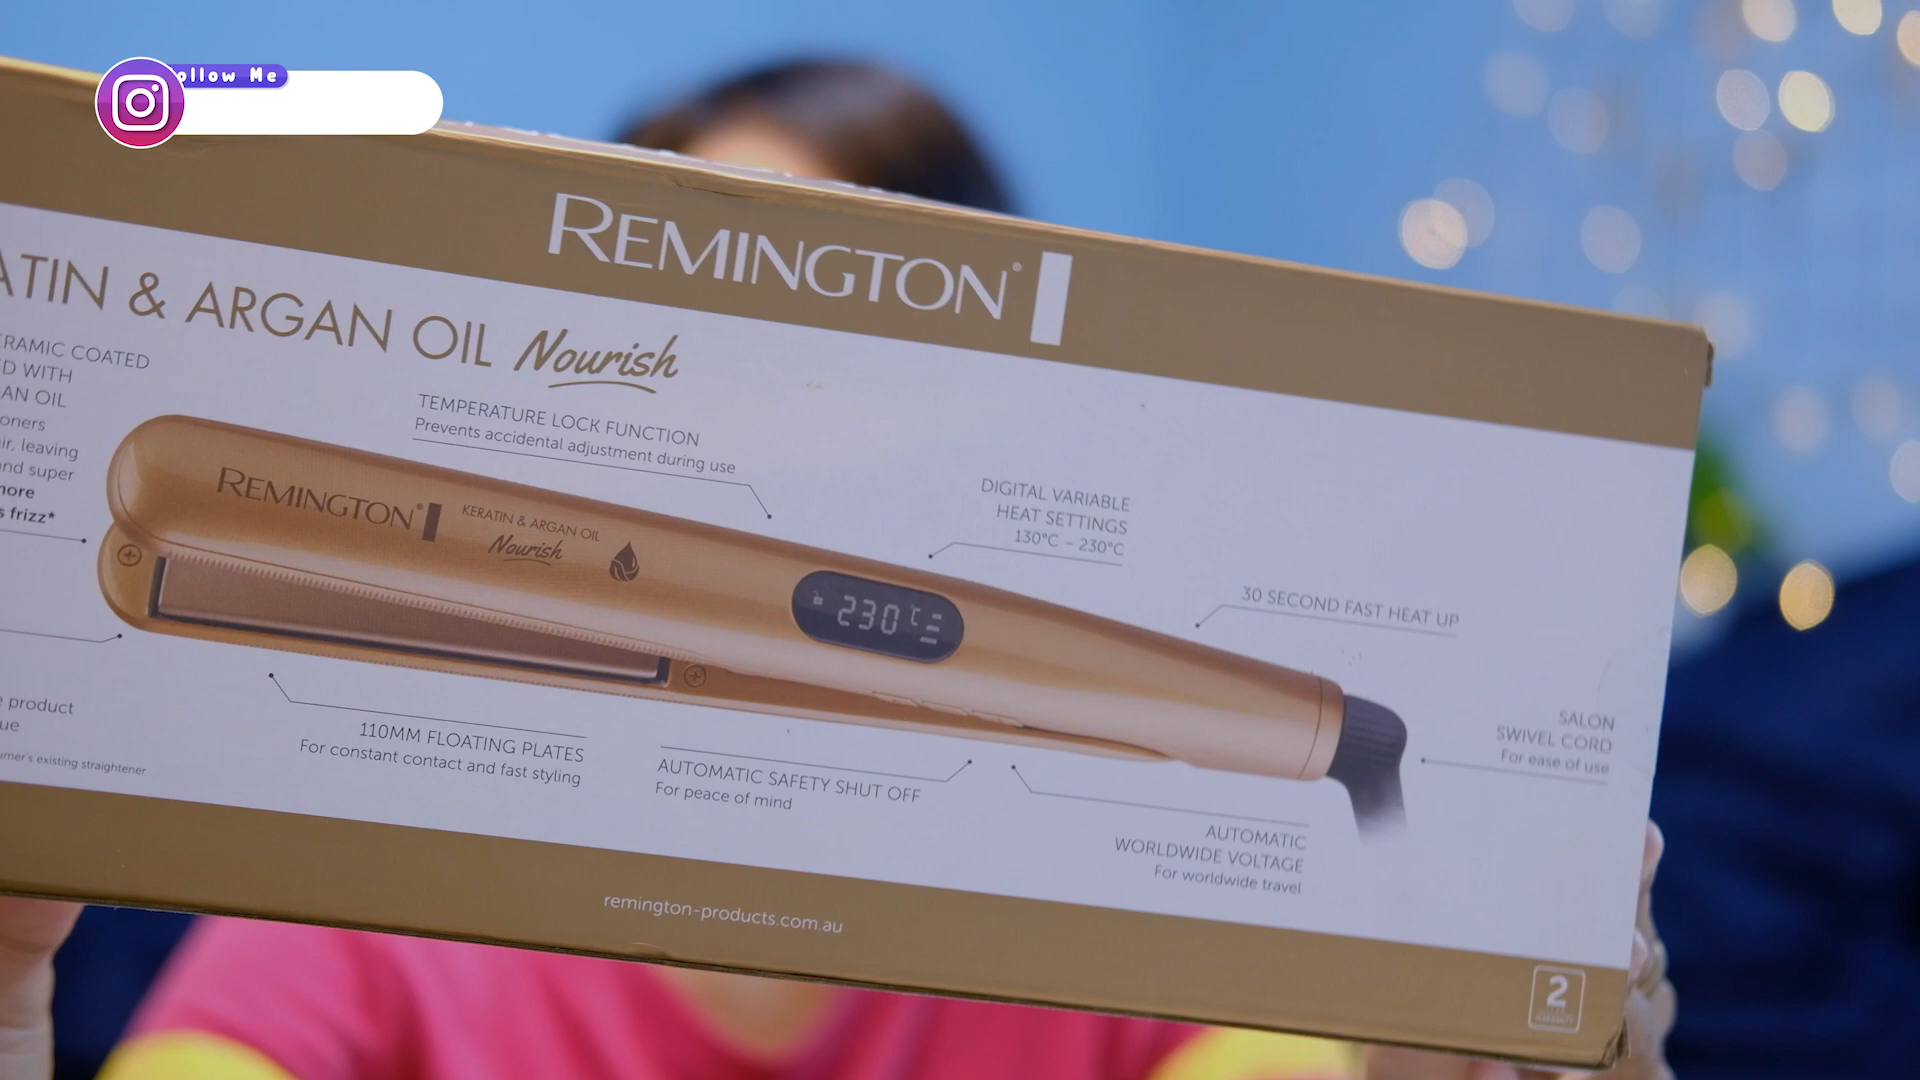 ollow Me
REMINGTON®
ATIN & ARGAN OIL Nourish
ERAMIC COATED
D WITH
AN OIL
oners
ir, leaving
nd super
more
s frizz*
TEMPERATURE LOCK FUNCTION
Prevents accidental adjustment during use
DIGITAL VARIABLE
HEAT SETTINGS
130°C – 230°C
30 SECOND FAST HEAT UP
REMINGTON®
KERATIN & ARGAN OIL
Nourish
230°C
SALON
SWIVEL CORD
For ease of use
110MM FLOATING PLATES
For constant contact and fast styling
AUTOMATIC SAFETY SHUT OFF
For peace of mind
AUTOMATIC
WORLDWIDE VOLTAGE
For worldwide travel
e product
ue
umer's existing straightener
remington-products.com.au
2